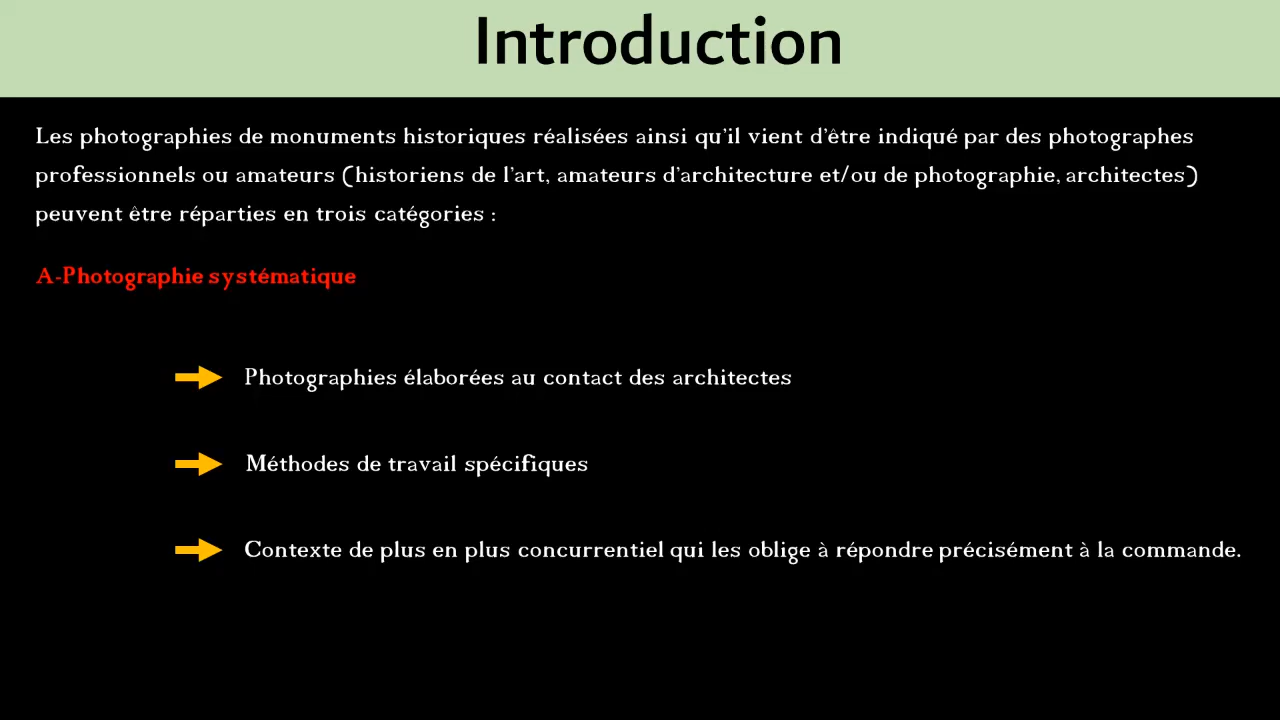 Introduction
Les photographies de monuments historiques réalisées ainsi qu'il vient d'être indiqué par des photographes
professionnels ou amateurs (historiens de l'art, amateurs d'architecture et/ou de photographie, architectes)
peuvent être réparties en trois catégories :
A-Photographie systématique
Photographies élaborées au contact des architectes
Méthodes de travail spécifiques
Contexte de plus en plus concurrentiel qui les oblige à répondre précisément à la commande.